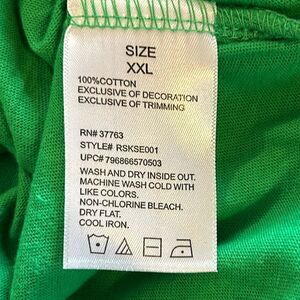 SIZE
XXL
100%COTTON
EXCLUSIVE OF DECORATION
EXCLUSIVE OF TRIMMING
RN# 37763
STYLE# RSKSE001
UPC# 796866570503
WASH AND DRY INSIDE OUT.
MACHINE WASH COLD WITH
LIKE COLORS.
NON-CHLORINE BLEACH.
DRY FLAT.
COOL IRON.